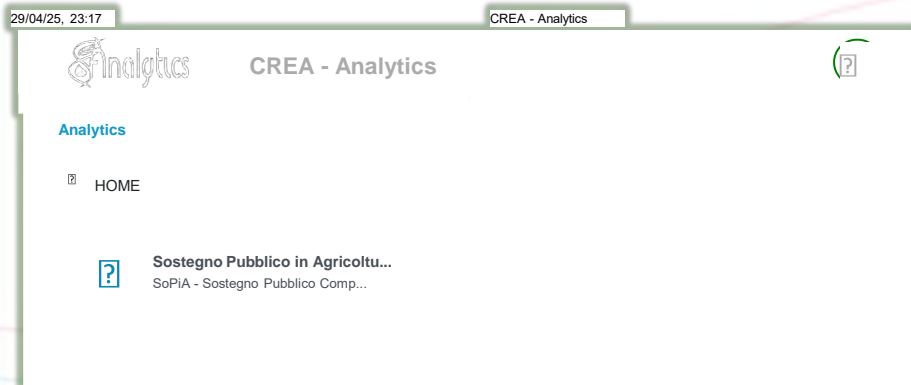 29/04/25, 23:17 CREA - Analytics
Analytics CREA - Analytics
Analytics
HOME
Sostegno Pubblico in Agricoltu...
SoPiA - Sostegno Pubblico Comp...